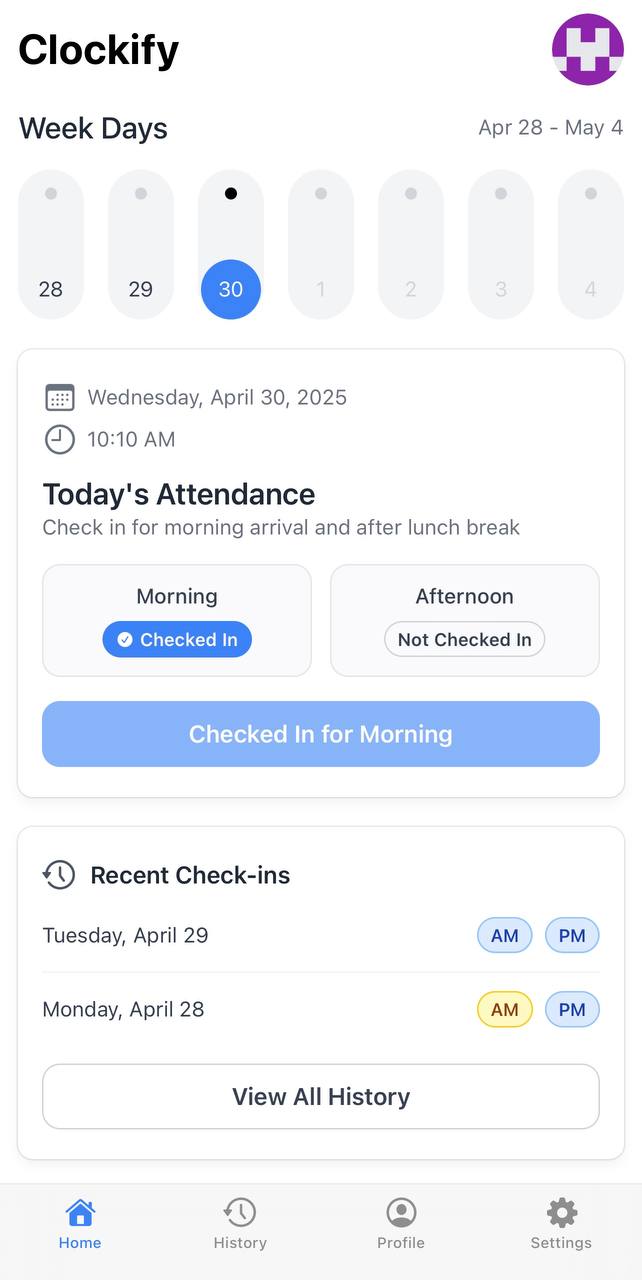 Clockify
Week Days
Apr 28 - May 4
28 29 30 1 2 3 4
Wednesday, April 30, 2025
10:10 AM
Today's Attendance
Check in for morning arrival and after lunch break
Morning
Checked In
Afternoon
Not Checked In
Checked In for Morning
Recent Check-ins
Tuesday, April 29 AM PM
Monday, April 28 AM PM
View All History
Home History Profile Settings